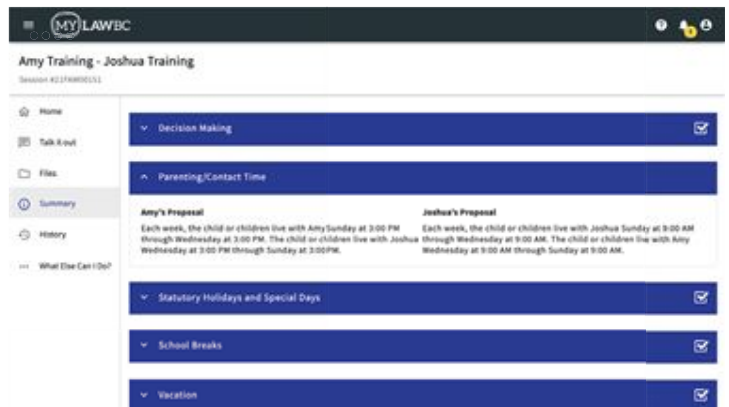 MY LAWBC
Amy Training - Joshua Training
Home
Talk it out
Files
Summary
History
What Else Can I Do?
Decision Making
Parenting/Contact Time
Amy's Proposal
Each week, the child or children live with Amy Sunday at 3:00 PM
through Wednesday at 3:00 PM. The child or children live with Joshua
Wednesday at 3:00 PM through Sunday at 3:00 PM.
Joshua's Proposal
Each week, the child or children live with Joshua Sunday at 9:00 AM
through Wednesday at 9:00 AM. The child or children live with Amy
Wednesday at 9:00 AM through Sunday at 9:00 AM.
Statutory Holidays and Special Days
School Breaks
Vacation